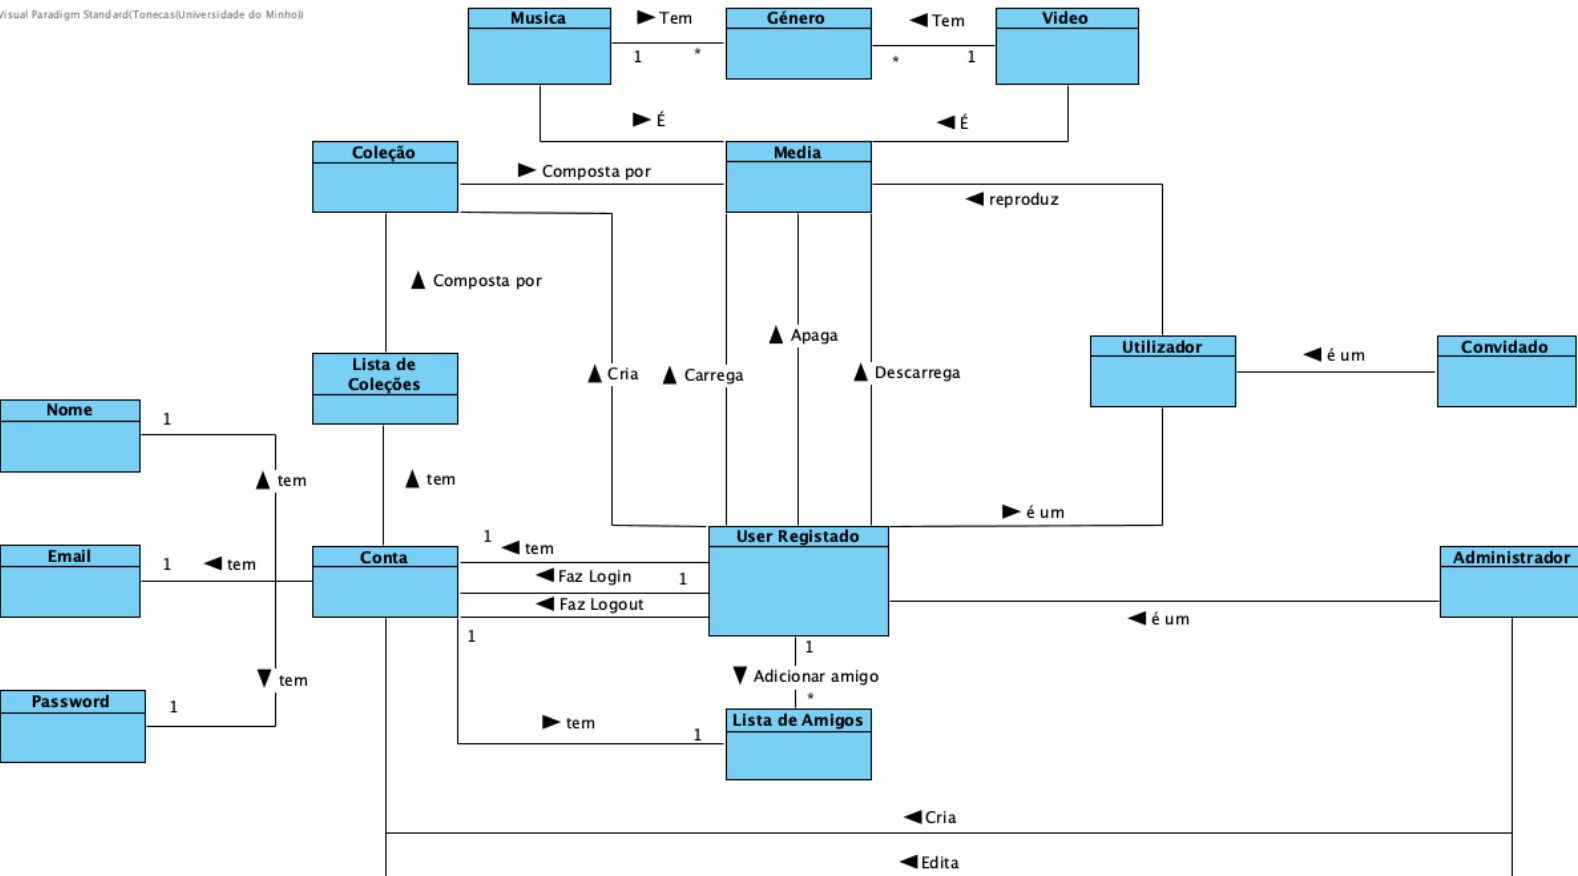 Visual Paradigm Standard(Tonecas(Universidade do Minho))
Musica
Tem
1
*
Género
Tem
*
1
Video
É
É
Coleção
Composta por
Media
reproduz
Composta por
Cria
Carrega
Apaga
Descarrega
Utilizador
é um
Convidado
Lista de
Coleções
Nome
1
tem
tem
é um
Email
1
tem
Conta
1
tem
Faz Login
1
Faz Logout
User Registado
Administrador
é um
1
1
Adicionar amigo
*
tem
Password
1
tem
1
Lista de Amigos
Cria
Edita